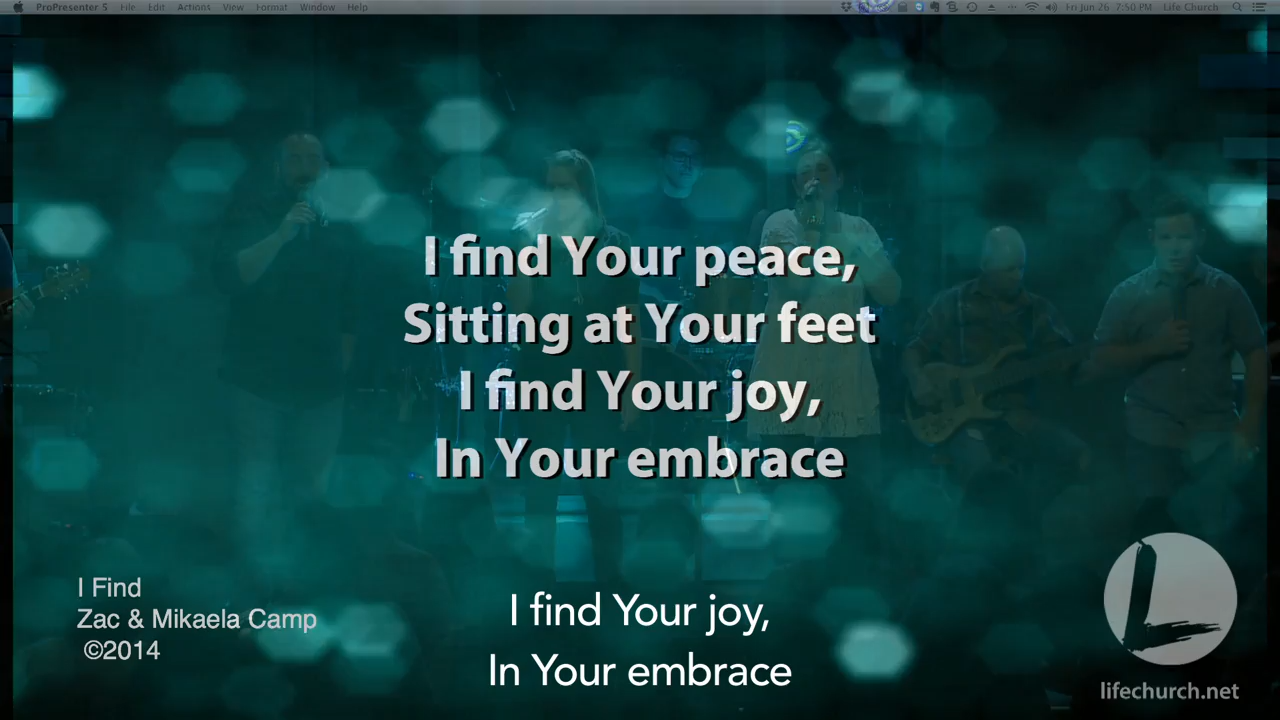 ProPresenter 5 File Edit Actions View Format Window Help Fri Jun 26 7:50 PM Life Church
I find Your peace,
Sitting at Your feet
I find Your joy,
In Your embrace
I Find
Zac & Mikaela Camp
©2014
I find Your joy,
In Your embrace
L
lifechurch.net